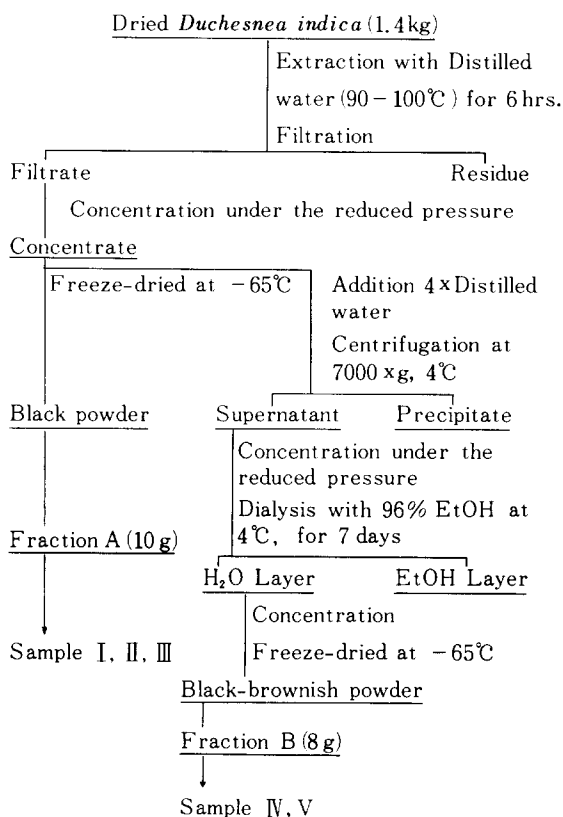 Dried Duchesnea indica (1.4kg)
Extraction with Distilled
water (90-100℃) for 6hrs.
Filtration
Filtrate
Residue
Concentration under the reduced pressure
Concentrate
Freeze-dried at -65℃
Addition 4×Distilled
water
Centrifugation at
7000 ×g, 4℃
Black powder
Supernatant
Precipitate
Concentration under the
reduced pressure
Dialysis with 96% EtOH at
4℃, for 7 days
Fraction A (10 g)
H₂O Layer
EtOH Layer
Concentration
Sample Ⅰ, Ⅱ, Ⅲ
Freeze-dried at -65℃
Black-brownish powder
Fraction B (8 g)
Sample Ⅳ, Ⅴ